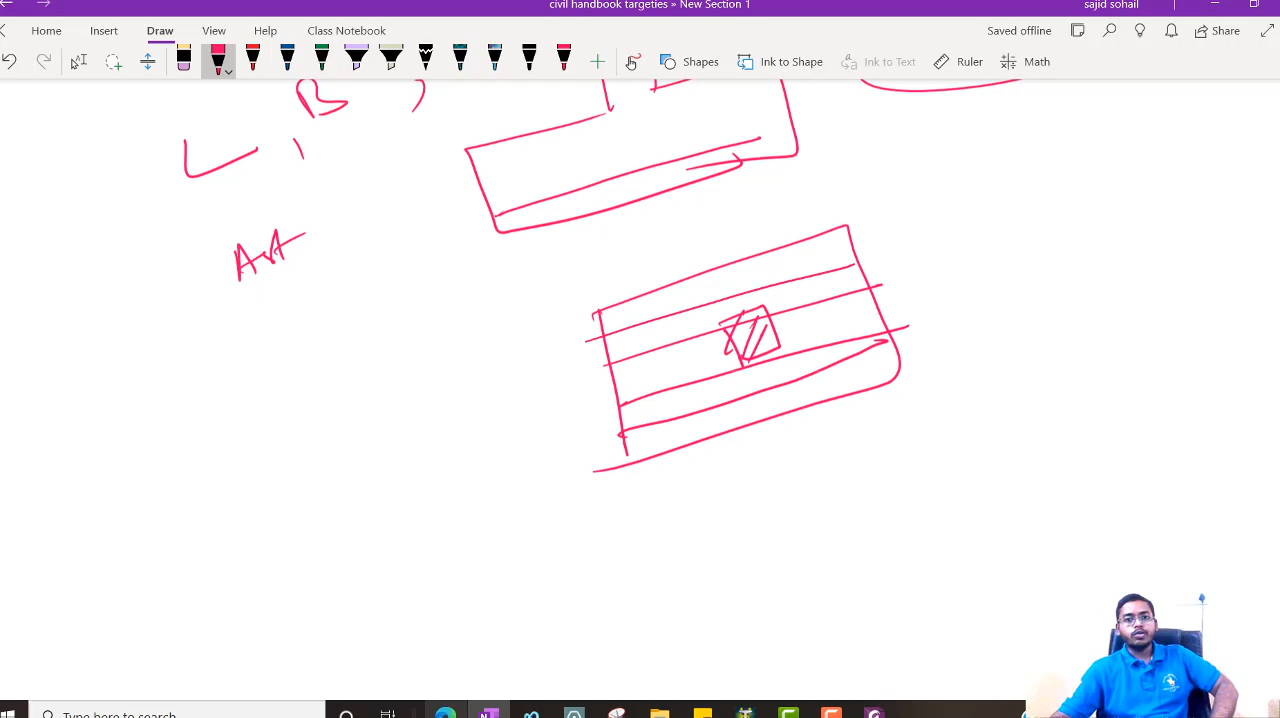 civil handbook targeties » New Section 1
sajid sohail
Home Insert Draw View Help Class Notebook
Saved offline
Share
Shapes
Ink to Shape
Ink to Text
Ruler
Math
B
Type here to search